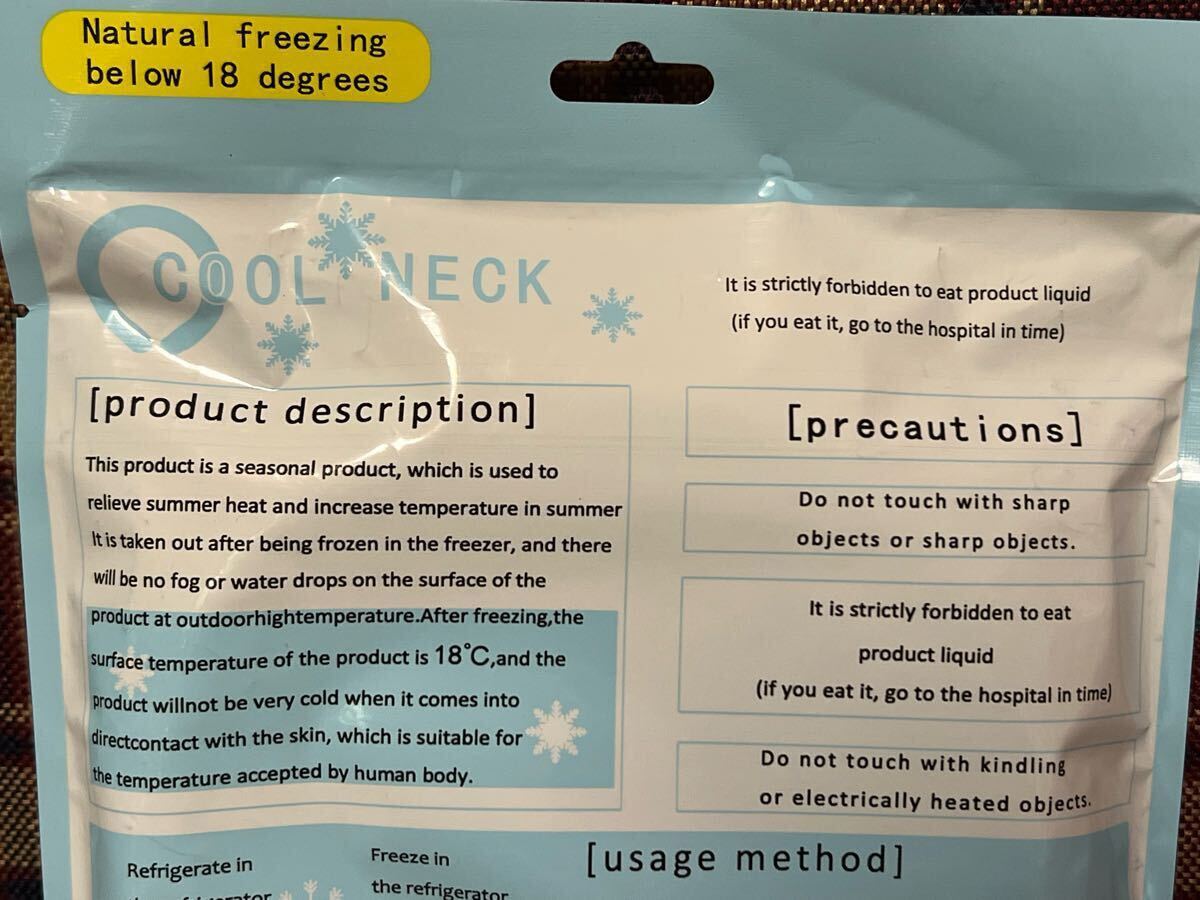 Natural freezing
below 18 degrees
COOL NECK
It is strictly forbidden to eat product liquid
(if you eat it, go to the hospital in time)
[product description]
This product is a seasonal product, which is used to
relieve summer heat and increase temperature in summer
It is taken out after being frozen in the freezer, and there
will be no fog or water drops on the surface of the
product at outdoorhightemperature.After freezing,the
surface temperature of the product is 18℃,and the
product willnot be very cold when it comes into
directcontact with the skin, which is suitable for
the temperature accepted by human body.
[precautions]
Do not touch with sharp
objects or sharp objects.
It is strictly forbidden to eat
product liquid
(if you eat it, go to the hospital in time)
Do not touch with kindling
or electrically heated objects.
[usage method]
Refrigerate in
Freeze in
the refrigerator